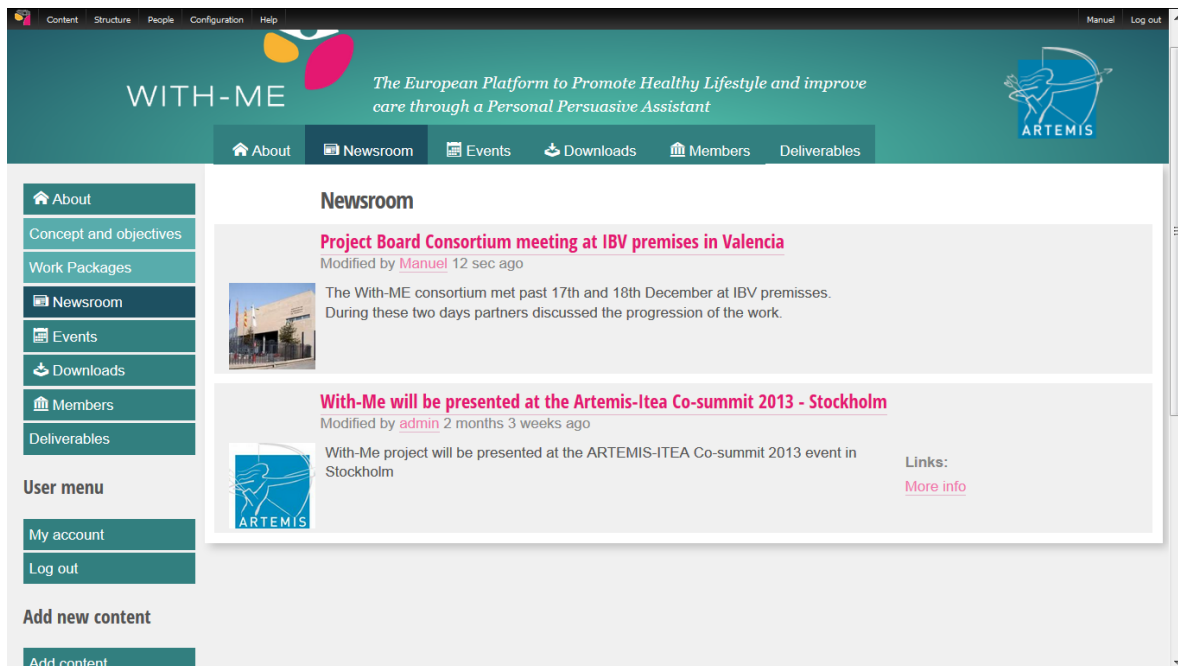 Content Structure People Configuration Help Manuel Log out
WITH-ME
The European Platform to Promote Healthy Lifestyle and improve
care through a Personal Persuasive Assistant
ARTEMIS
About Newsroom Events Downloads Members Deliverables
About
Concept and objectives
Work Packages
Newsroom
Events
Downloads
Members
Deliverables
User menu
My account
Log out
Add new content
Add content
Newsroom
Project Board Consortium meeting at IBV premises in Valencia
Modified by Manuel 12 sec ago
The With-ME consortium met past 17th and 18th December at IBV premisses.
During these two days partners discussed the progression of the work.
With-Me will be presented at the Artemis-Itea Co-summit 2013 - Stockholm
Modified by admin 2 months 3 weeks ago
ARTEMIS
With-Me project will be presented at the ARTEMIS-ITEA Co-summit 2013 event in
Stockholm
Links:
More info